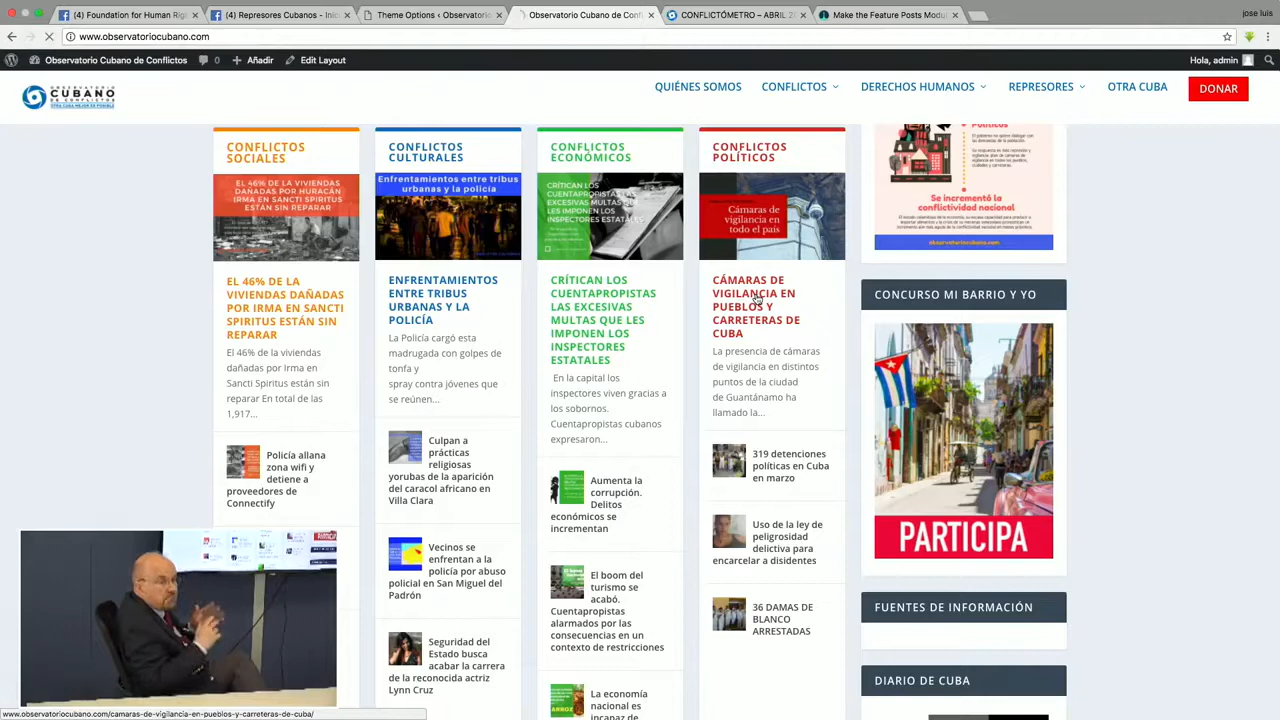 (4) Foundation for Human Righ
(4) Represores Cubanos - Inic
Theme Options ‹ Observatorio
Observatorio Cubano de Conf
CONFLICTÓMETRO – ABRIL 20
Make the Feature Posts Modu
jose luis
www.observatoriocubano.com
Observatorio Cubano de Conflictos
0
Añadir
Edit Layout
Hola, admin
OBSERVATORIO
CUBANO
DE CONFLICTOS
QUIÉNES SOMOS
CONFLICTOS
DERECHOS HUMANOS
REPRESORES
OTRA CUBA
DONAR
CONFLICTOS
SOCIALES
EL 46% DE LA VIVIENDAS
DAÑADAS POR HURACÁN
IRMA EN SANCTI SPIRITUS
ESTÁN SIN REPARAR
EL 46% DE LA
VIVIENDAS DAÑADAS
POR IRMA EN SANCTI
SPIRITUS ESTÁN SIN
REPARAR
El 46% de la viviendas
dañadas por Irma en
Sancti Spiritus están sin
reparar En total de las
1,917...
Policía allana
zona wifi y
detiene a
proveedores de
Connectify
CONFLICTOS
CULTURALES
Enfrentamientos entre tribus
urbanas y la policía
ENFRENTAMIENTOS
ENTRE TRIBUS
URBANAS Y LA
POLICÍA
La Policía cargó esta
madrugada con golpes de
tonfa y
spray contra jóvenes que
se reúnen...
Culpan a
prácticas
religiosas
yorubas de la aparición
del caracol africano en
Villa Clara
Vecinos se
enfrentan a la
policía por abuso
policial en San Miguel del
Padrón
Seguridad del
Estado busca
acabar la carrera
de la reconocida actriz
Lynn Cruz
CONFLICTOS
ECONÓMICOS
CRÍTICAN LOS
CUENTAPROPISTAS LAS
EXCESIVAS MULTAS QUE
LES IMPONEN LOS
INSPECTORES ESTATALES
CRÍTICAN LOS
CUENTAPROPISTAS
LAS EXCESIVAS
MULTAS QUE LES
IMPONEN LOS
INSPECTORES
ESTATALES
En la capital los
inspectores viven gracias a
los sobornos.
Cuentapropistas cubanos
expresaron...
Aumenta la
corrupción.
Delitos
económicos se
incrementan
El boom del
turismo se
acabó.
Cuentapropistas
alarmados por las
consecuencias en un
contexto de restricciones
La economía
nacional es
incapaz de
CONFLICTOS
POLÍTICOS
Cámaras de
vigilancia en
todo el país
CÁMARAS DE
VIGILANCIA EN
PUEBLOS Y
CARRETERAS DE
CUBA
La presencia de cámaras
de vigilancia en distintos
puntos de la ciudad
de Guantánamo ha
llamado la...
319 detenciones
políticas en Cuba
en marzo
Uso de la ley de
peligrosidad
delictiva para
encarcelar a disidentes
36 DAMAS DE
BLANCO
ARRESTADAS
Políticos
Se incrementó la
conflictividad nacional
observatoriocubano.com
CONCURSO MI BARRIO Y YO
PARTICIPA
FUENTES DE INFORMACIÓN
DIARIO DE CUBA
www.observatoriocubano.com/camaras-de-vigilancia-en-pueblos-y-carreteras-de-cuba/